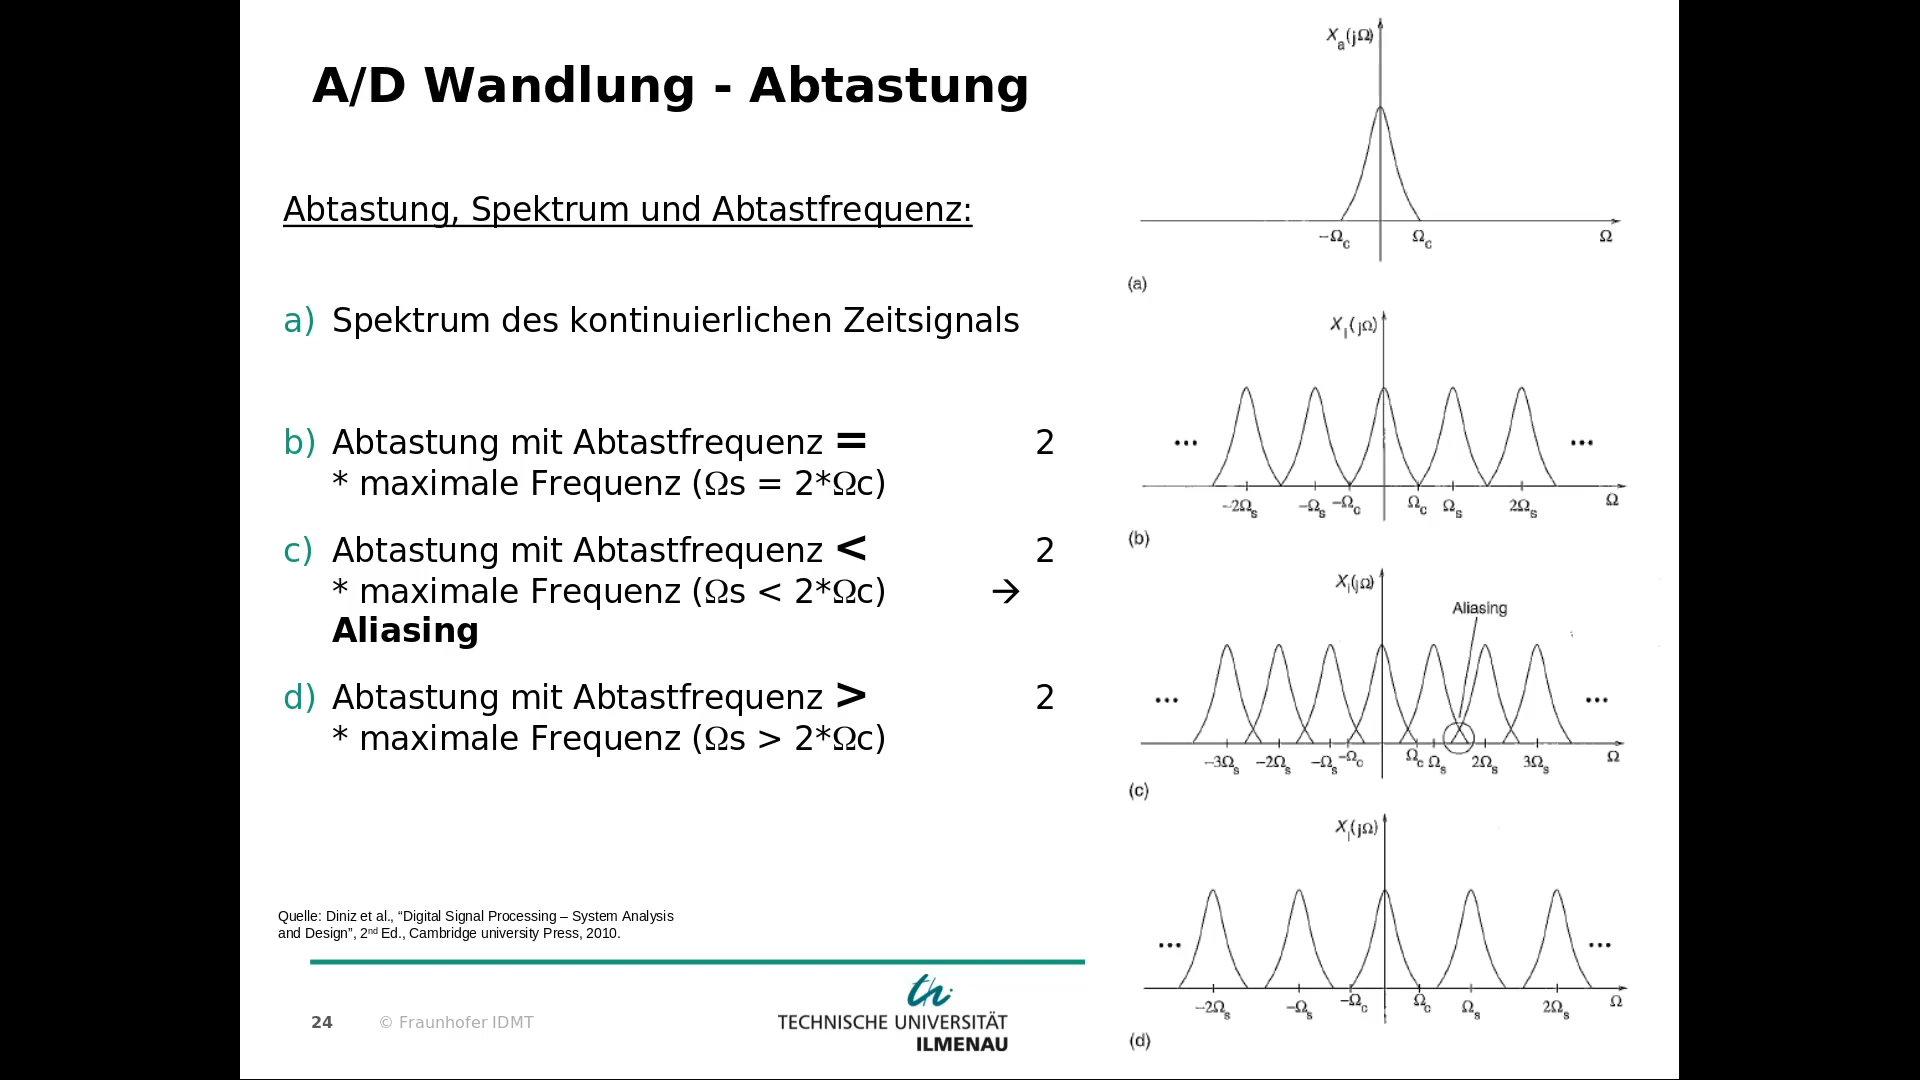 A/D Wandlung - Abtastung
Abtastung, Spektrum und Abtastfrequenz:
a) Spektrum des kontinuierlichen Zeitsignals
b) Abtastung mit Abtastfrequenz = 2
* maximale Frequenz (Ωs = 2*Ωc)
c) Abtastung mit Abtastfrequenz < 2
* maximale Frequenz (Ωs < 2*Ωc) →
Aliasing
d) Abtastung mit Abtastfrequenz > 2
* maximale Frequenz (Ωs > 2*Ωc)
Quelle: Diniz et al., “Digital Signal Processing – System Analysis
and Design”, 2nd Ed., Cambridge university Press, 2010.
24 © Fraunhofer IDMT
th
TECHNISCHE UNIVERSITÄT
ILMENAU
Xa(jΩ)
−Ωc Ωc Ω
(a)
Xi(jΩ)
••• •••
−2Ωs −Ωs −Ωc Ωc Ωs 2Ωs Ω
(b)
Xi(jΩ)
Aliasing
••• •••
−3Ωs −2Ωs −Ωs −Ωc Ωc Ωs 2Ωs 3Ωs Ω
(c)
Xi(jΩ)
••• •••
−2Ωs −Ωs −Ωc Ωc Ωs 2Ωs Ω
(d)